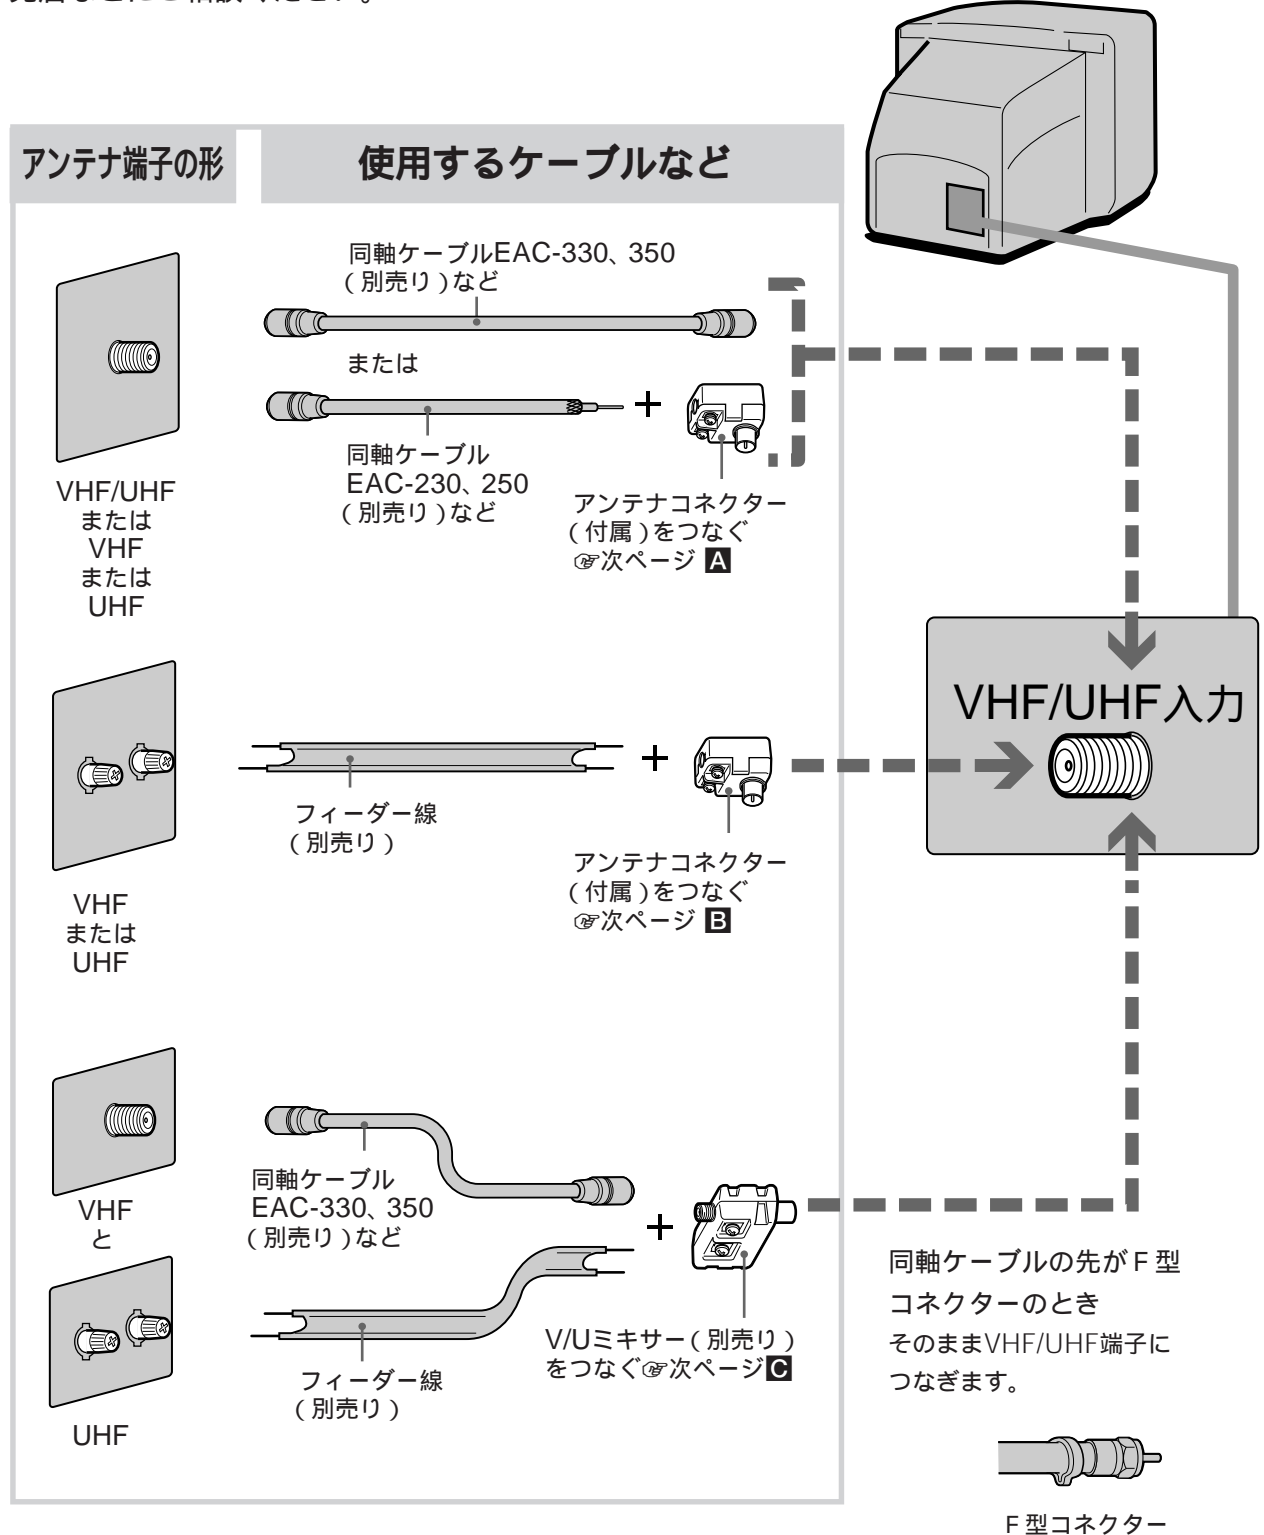 アンテナ端子の形
使用するケーブルなど
同軸ケーブルEAC-330、350
(別売り)など
または
同軸ケーブル
EAC-230、250
(別売り)など
アンテナコネクター
(付属)をつなぐ
☞次ページ A
VHF/UHF
または
VHF
または
UHF
VHF/UHF入力
フィーダー線
(別売り)
アンテナコネクター
(付属)をつなぐ
☞次ページ B
VHF
または
UHF
VHF
と
UHF
同軸ケーブル
EAC-330、350
(別売り)など
フィーダー線
(別売り)
V/Uミキサー(別売り)
をつなぐ☞次ページ C
同軸ケーブルの先がF型
コネクターのとき
そのままVHF/UHF端子に
つなぎます。
F型コネクター